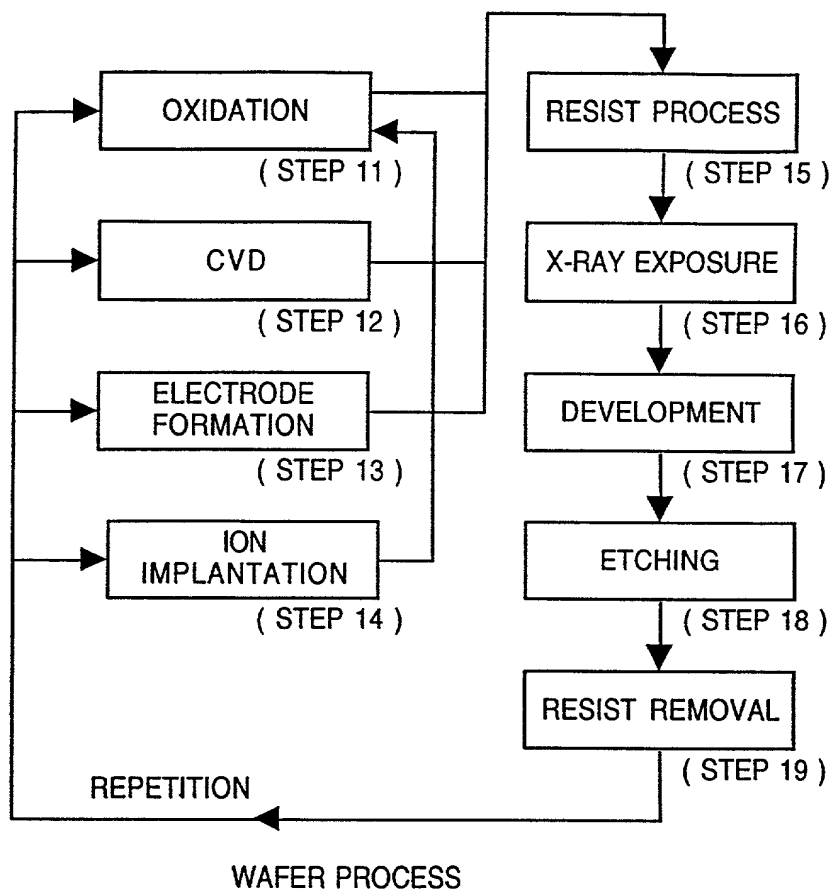 OXIDATION
( STEP 11 )
CVD
( STEP 12 )
ELECTRODE
FORMATION
( STEP 13 )
ION
IMPLANTATION
( STEP 14 )
RESIST PROCESS
( STEP 15 )
X-RAY EXPOSURE
( STEP 16 )
DEVELOPMENT
( STEP 17 )
ETCHING
( STEP 18 )
RESIST REMOVAL
( STEP 19 )
REPETITION
WAFER PROCESS